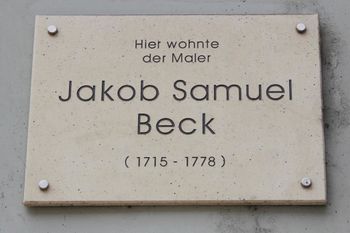 Hier wohnte
der Maler
Jakob Samuel
Beck
( 1715 - 1778 )